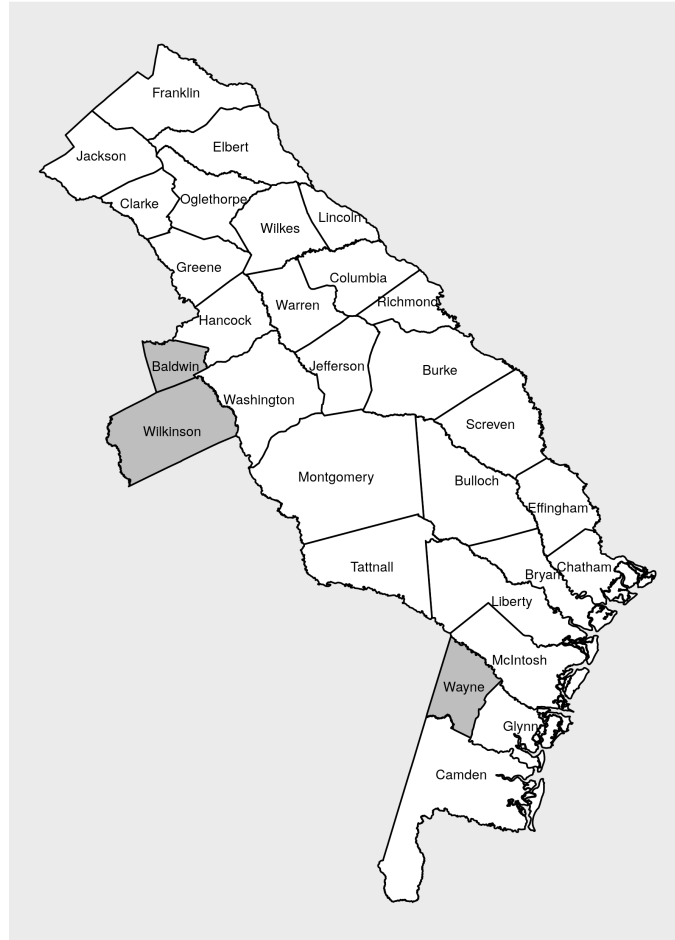 Franklin
Elbert
Jackson
Clarke
Oglethorpe
Wilkes
Lincoln
Greene
Columbia
Warren
Richmond
Hancock
Baldwin
Jefferson
Burke
Washington
Wilkinson
Screven
Montgomery
Bulloch
Effingham
Tattnall
Bryan
Chatham
Liberty
McIntosh
Wayne
Glynn
Camden